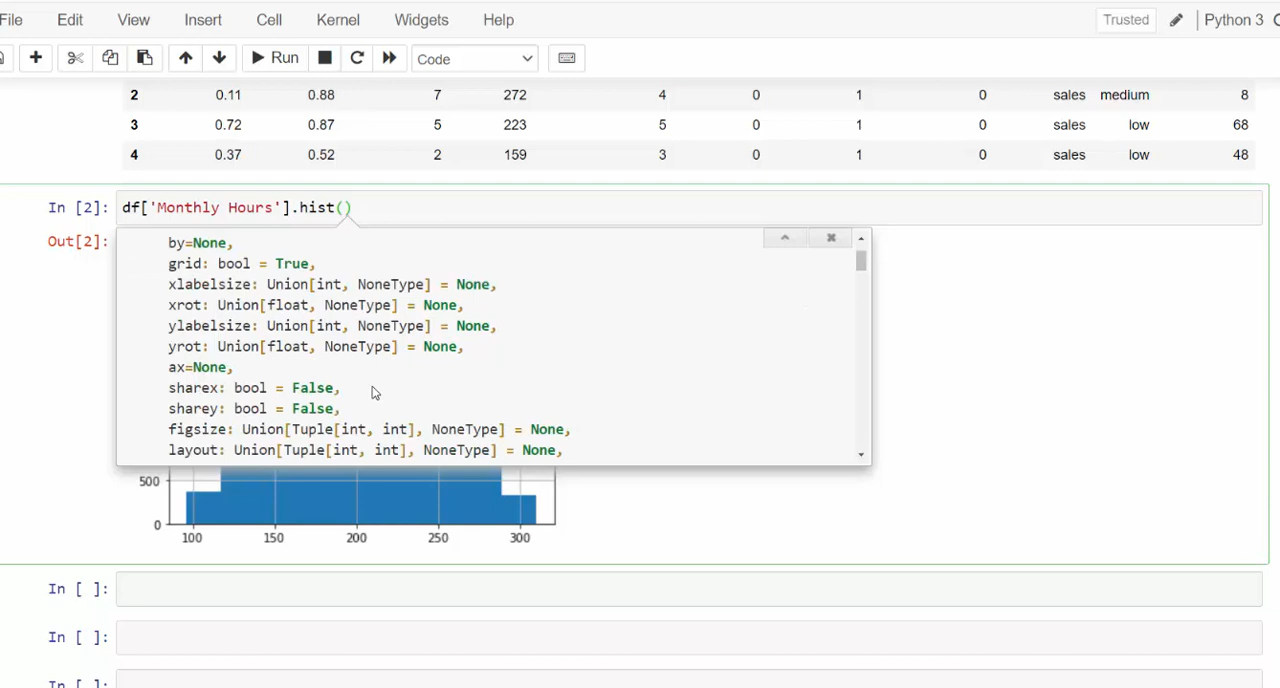 File Edit View Insert Cell Kernel Widgets Help Trusted Python 3
Run Code
2 0.11 0.88 7 272 4 0 1 0 sales medium 8
3 0.72 0.87 5 223 5 0 1 0 sales low 68
4 0.37 0.52 2 159 3 0 1 0 sales low 48
In [2]: df['Monthly Hours'].hist()
Out[2]:
by=None,
grid: bool = True,
xlabelsize: Union[int, NoneType] = None,
xrot: Union[float, NoneType] = None,
ylabelsize: Union[int, NoneType] = None,
yrot: Union[float, NoneType] = None,
ax=None,
sharex: bool = False,
sharey: bool = False,
figsize: Union[Tuple[int, int], NoneType] = None,
layout: Union[Tuple[int, int], NoneType] = None,
500
0
100 150 200 250 300
In [ ]:
In [ ]:
In [ ]: